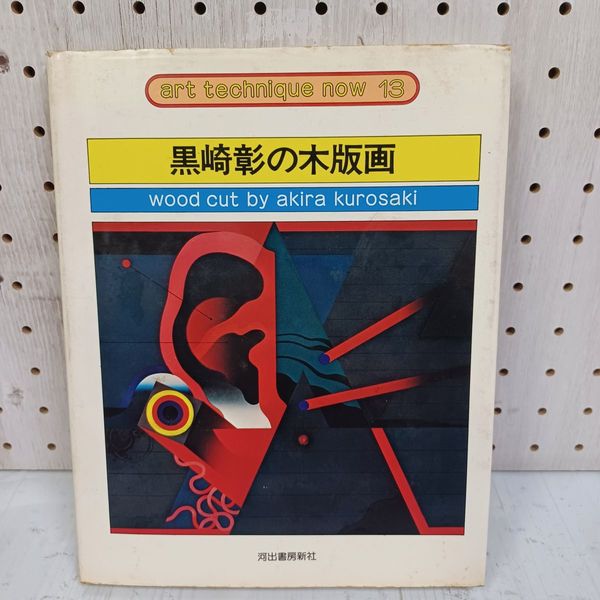 art technique now 13
黒崎彰の木版画
wood cut by akira kurosaki
河出書房新社